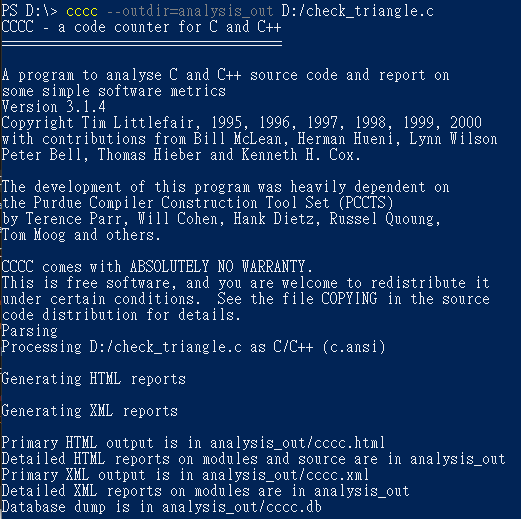 PS D:\> cccc --outdir=analysis_out D:/check_triangle.c
CCCC - a code counter for C and C++
===================================
A program to analyse C and C++ source code and report on
some simple software metrics
Version 3.1.4
Copyright Tim Littlefair, 1995, 1996, 1997, 1998, 1999, 2000
with contributions from Bill McLean, Herman Hueni, Lynn Wilson
Peter Bell, Thomas Hieber and Kenneth H. Cox.
The development of this program was heavily dependent on
the Purdue Compiler Construction Tool Set (PCCTS)
by Terence Parr, Will Cohen, Hank Dietz, Russel Quoung,
Tom Moog and others.
CCCC comes with ABSOLUTELY NO WARRANTY.
This is free software, and you are welcome to redistribute it
under certain conditions.  See the file COPYING in the source
code distribution for details.
Parsing
Processing D:/check_triangle.c as C/C++ (c.ansi)
Generating HTML reports
Generating XML reports
Primary HTML output is in analysis_out/cccc.html
Detailed HTML reports on modules and source are in analysis_out
Primary XML output is in analysis_out/cccc.xml
Detailed XML reports on modules are in analysis_out
Database dump is in analysis_out/cccc.db